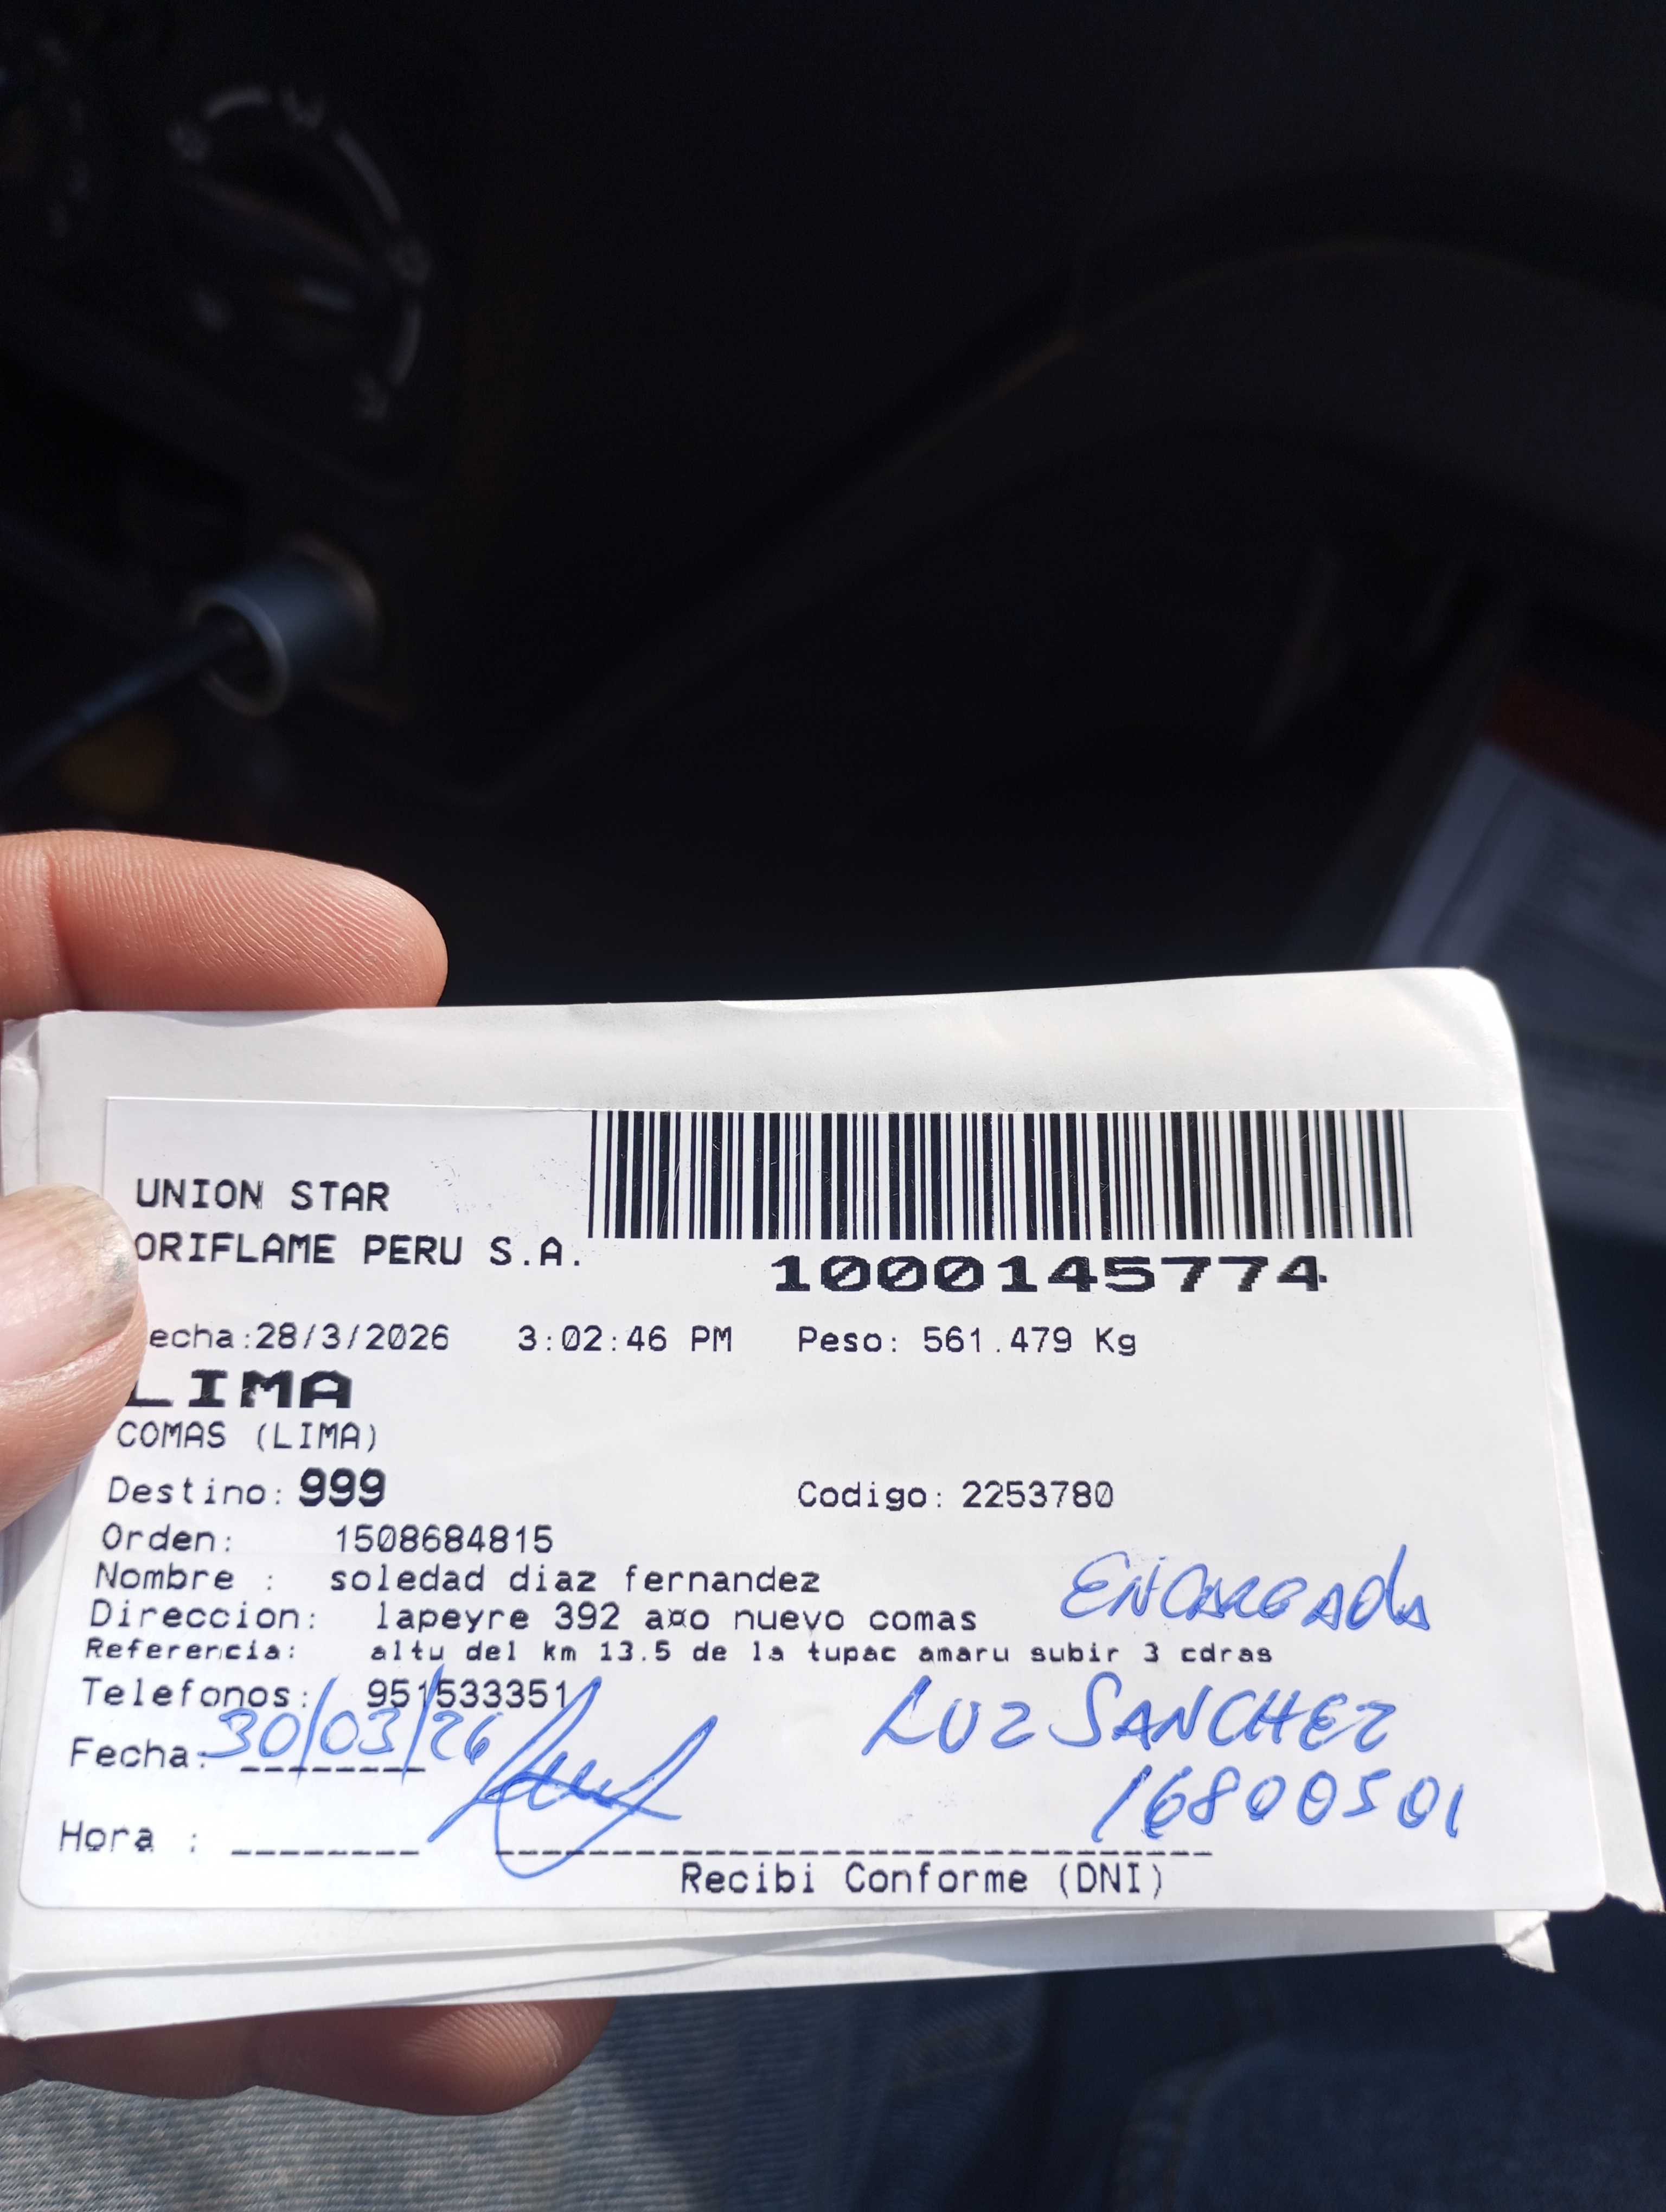 UNION STAR
ORIFLAME PERU S.A.
1000145774
echa:28/3/2026 3:02:46 PM Peso: 561.479 Kg
LIMA
COMAS (LIMA)
Destino: 999 Codigo: 2253780
Orden: 1508684815
Nombre : soledad diaz fernandez
ENCARGADA
Direccion: lapeyre 392 a¤o nuevo comas
Referencia: altu del km 13.5 de la tupac amaru subir 3 cdras
Telefonos: 951533351
LUZ SANCHEZ
Fecha: 30/03/26
16800501
Hora :
Recibi Conforme (DNI)